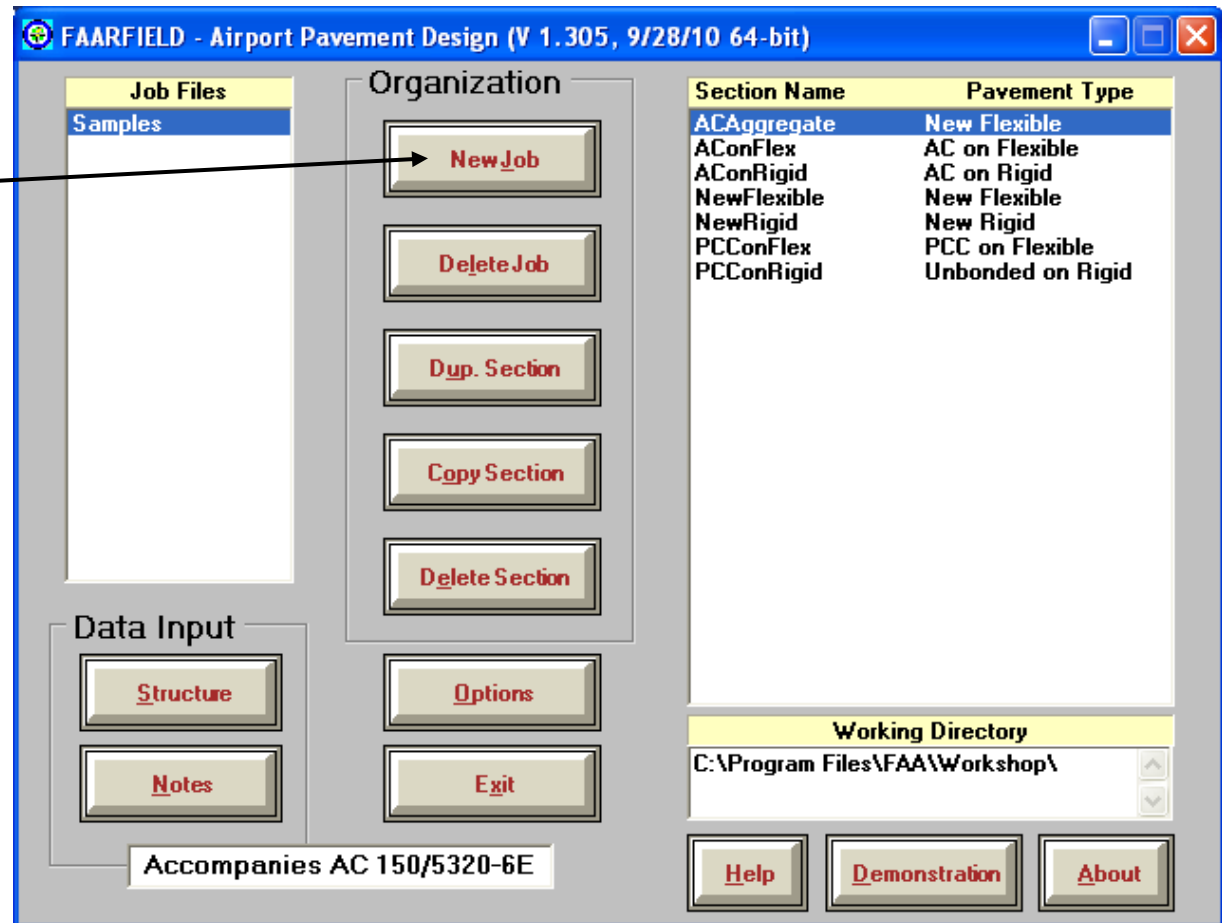 FAARFIELD - Airport Pavement Design (V 1.305, 9/28/10 64-bit)
Job Files
Samples
Organization
New Job
Delete Job
Dup. Section
Copy Section
Delete Section
Data Input
Structure
Notes
Options
Exit
Accompanies AC 150/5320-6E
Section Name Pavement Type
ACAggregate New Flexible
AConFlex AC on Flexible
AConRigid AC on Rigid
NewFlexible New Flexible
NewRigid New Rigid
PCConFlex PCC on Flexible
PCConRigid Unbonded on Rigid
Working Directory
C:\Program Files\FAA\Workshop\
Help
Demonstration
About